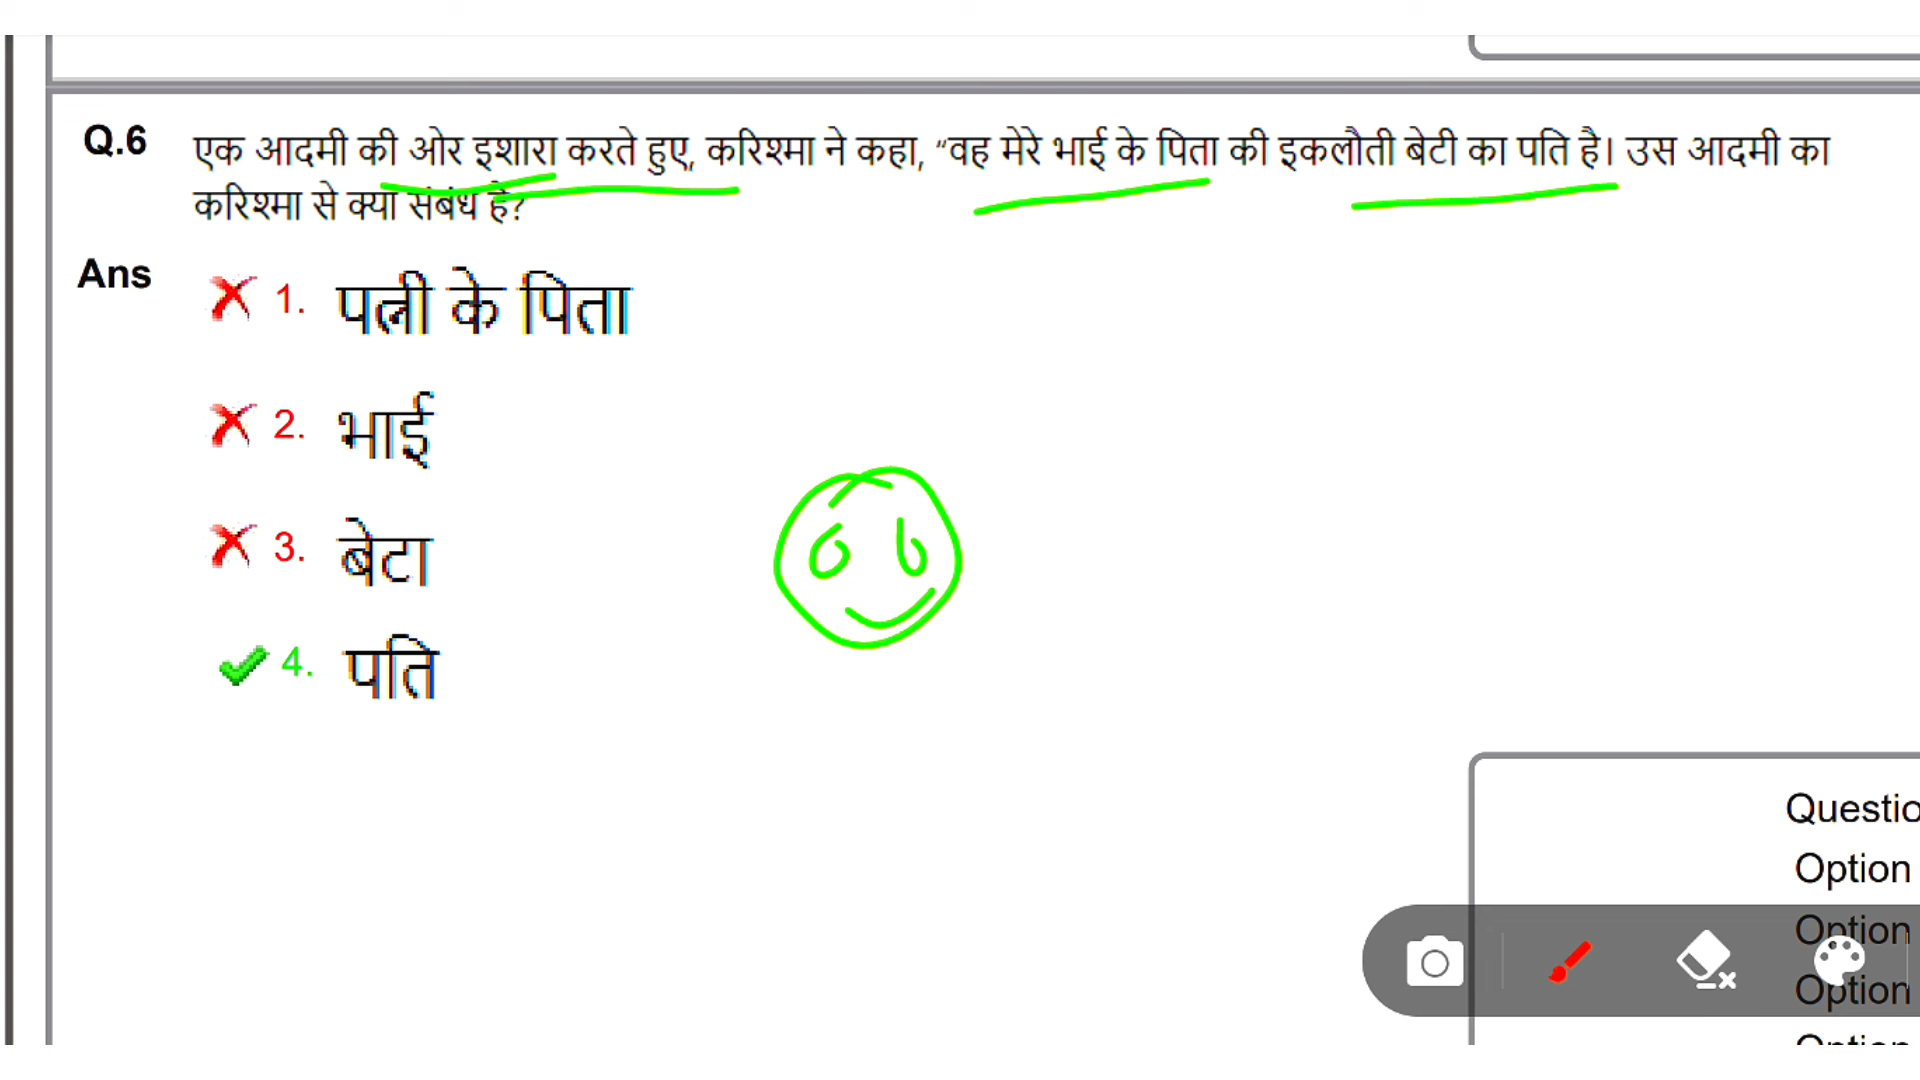 Q.6 एक आदमी की ओर इशारा करते हुए, करिश्मा ने कहा, “वह मेरे भाई के पिता की इकलौती बेटी का पति है। उस आदमी का
करिश्मा से क्या संबंध है?
Ans
1. पत्नी के पिता
2. भाई
3. बेटा
4. पति
Questio
Option
Option
Option
Option